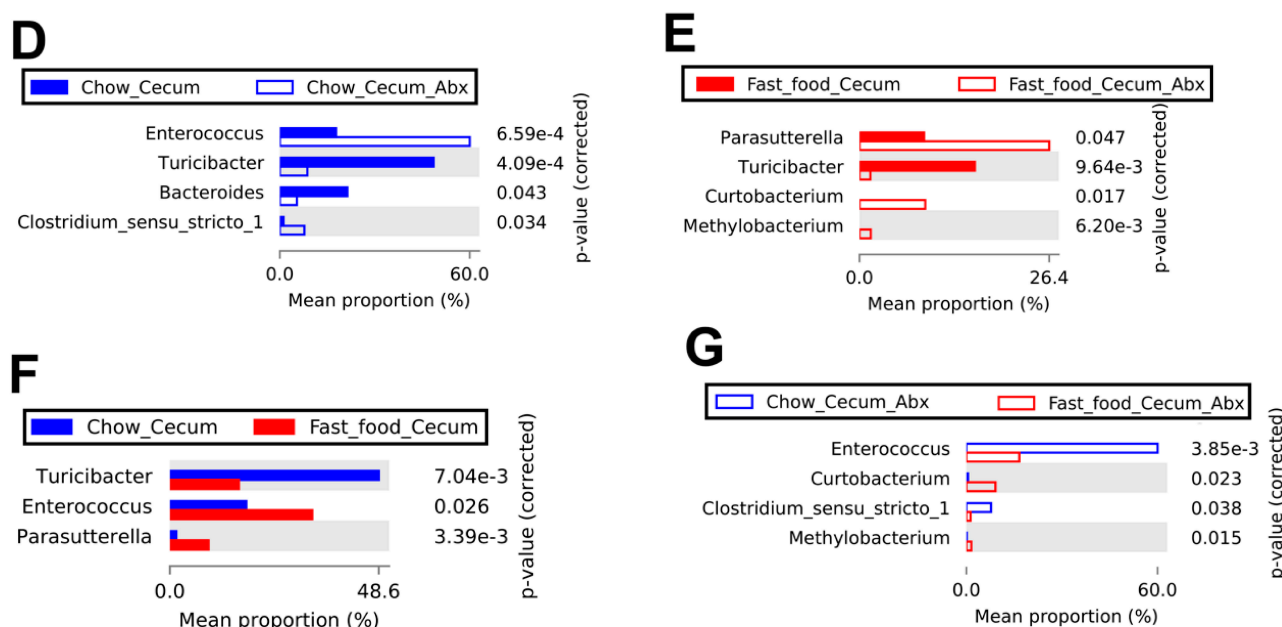 D
Chow_Cecum Chow_Cecum_Abx
Enterococcus 6.59e-4
Turicibacter 4.09e-4
Bacteroides 0.043
Clostridium_sensu_stricto_1 0.034
p-value (corrected)
0.0 60.0
Mean proportion (%)
E
Fast_food_Cecum Fast_food_Cecum_Abx
Parasutterella 0.047
Turicibacter 9.64e-3
Curtobacterium 0.017
Methylobacterium 6.20e-3
p-value (corrected)
0.0 26.4
Mean proportion (%)
F
Chow_Cecum Fast_food_Cecum
Turicibacter 7.04e-3
Enterococcus 0.026
Parasutterella 3.39e-3
p-value (corrected)
0.0 48.6
Mean proportion (%)
G
Chow_Cecum_Abx Fast_food_Cecum_Abx
Enterococcus 3.85e-3
Curtobacterium 0.023
Clostridium_sensu_stricto_1 0.038
Methylobacterium 0.015
p-value (corrected)
0.0 60.0
Mean proportion (%)